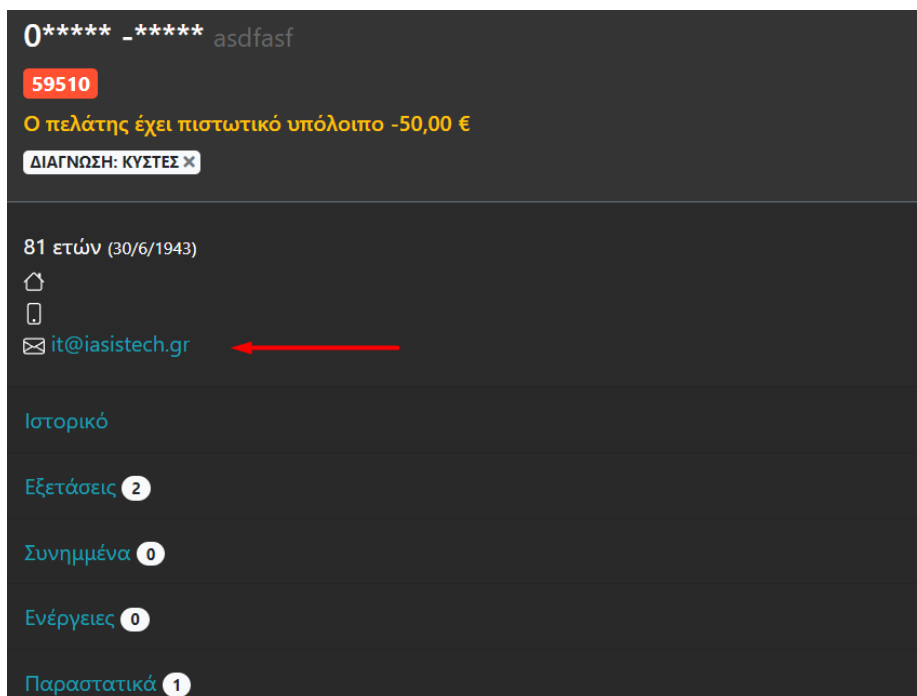 0***** -***** asdfasf
59510
Ο πελάτης έχει πιστωτικό υπόλοιπο -50,00 €
ΔΙΑΓΝΩΣΗ: ΚΥΣΤΕΣ ×
81 ετών (30/6/1943)
it@iasistech.gr
Ιστορικό
Εξετάσεις 2
Συνημμένα 0
Ενέργειες 0
Παραστατικά 1